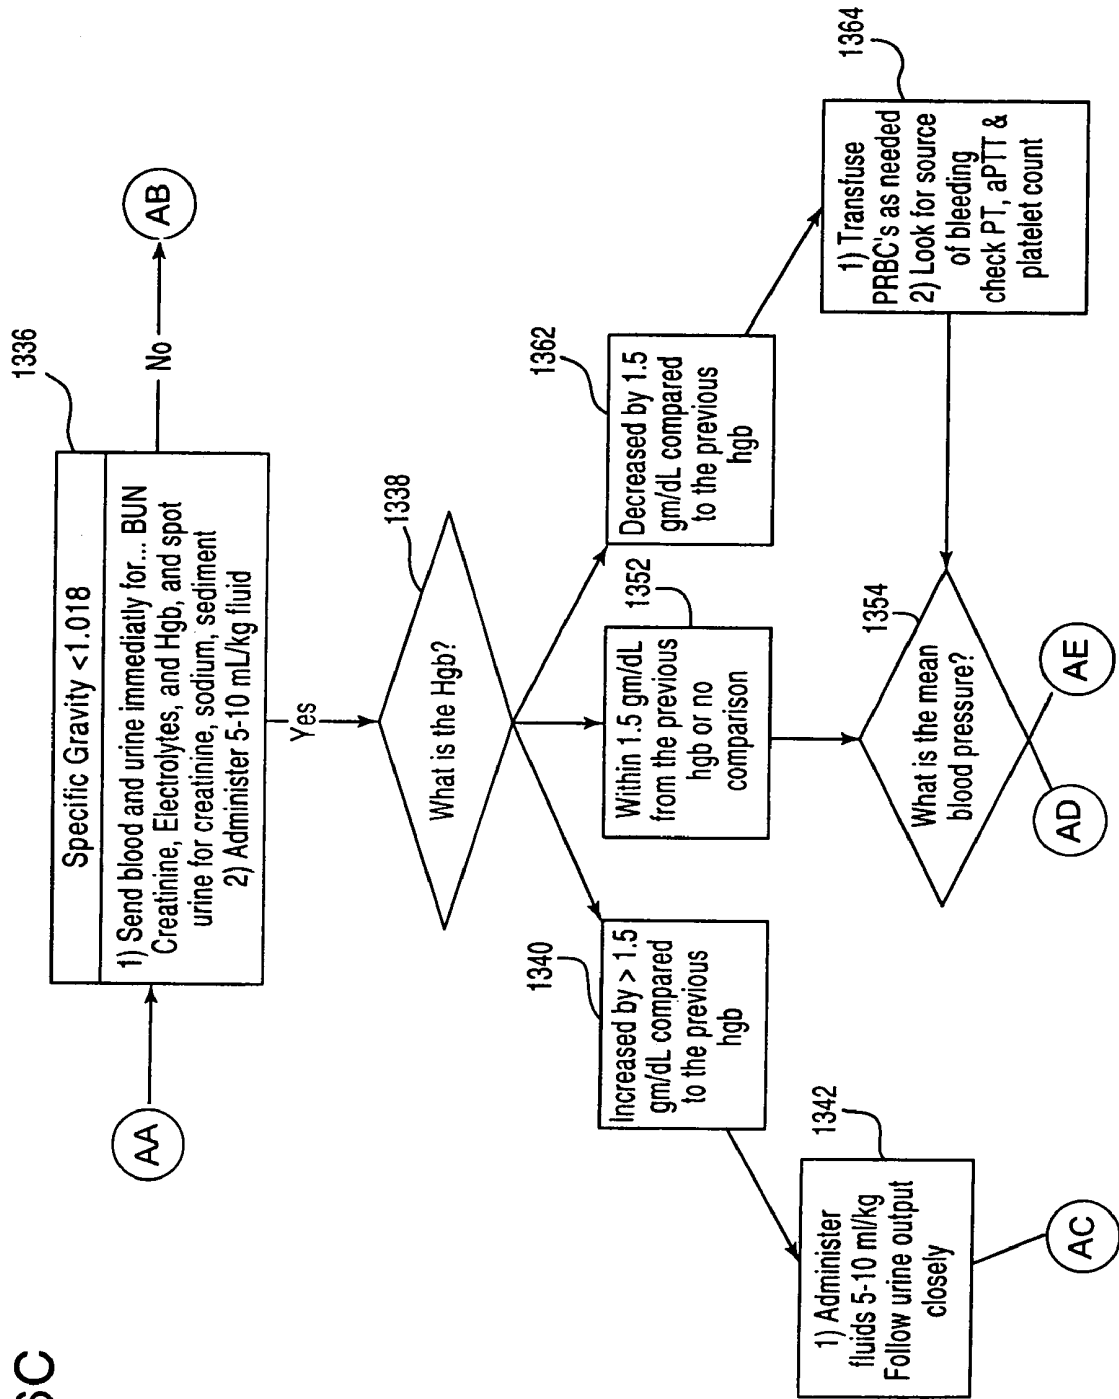 6C
AA
1336
Specific Gravity <1.018
1) Send blood and urine immediatly for... BUN
Creatinine, Electrolytes, and Hgb, and spot
urine for creatinine, sodium, sediment
2) Administer 5-10 mL/kg fluid
No
AB
Yes
1338
What is the Hgb?
1340
Increased by > 1.5
gm/dL compared
to the previous
hgb
1352
Within 1.5 gm/dL
from the previous
hgb or no
comparison
1362
Decreased by 1.5
gm/dL compared
to the previous
hgb
1342
1) Administer
fluids 5-10 ml/kg
Follow urine output
closely
AC
1354
What is the mean
blood pressure?
AD
AE
1364
1) Transfuse
PRBC's as needed
2) Look for source
of bleeding
check PT, aPTT &
platelet count